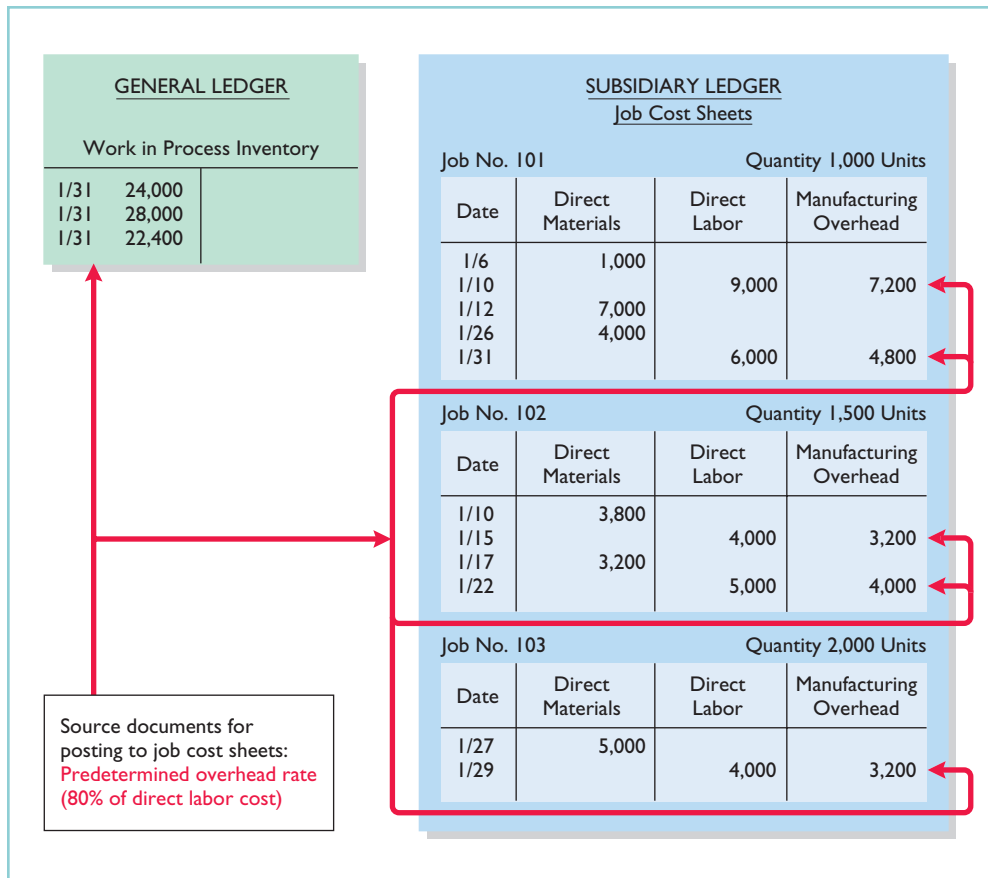 GENERAL LEDGER
Work in Process Inventory
1/31 24,000
1/31 28,000
1/31 22,400
SUBSIDIARY LEDGER
Job Cost Sheets
Job No. 101 Quantity 1,000 Units
Date Direct Materials Direct Labor Manufacturing Overhead
1/6 1,000
1/10 9,000 7,200
1/12 7,000
1/26 4,000
1/31 6,000 4,800
Job No. 102 Quantity 1,500 Units
Date Direct Materials Direct Labor Manufacturing Overhead
1/10 3,800
1/15 4,000 3,200
1/17 3,200
1/22 5,000 4,000
Job No. 103 Quantity 2,000 Units
Date Direct Materials Direct Labor Manufacturing Overhead
1/27 5,000
1/29 4,000 3,200
Source documents for
posting to job cost sheets:
Predetermined overhead rate
(80% of direct labor cost)